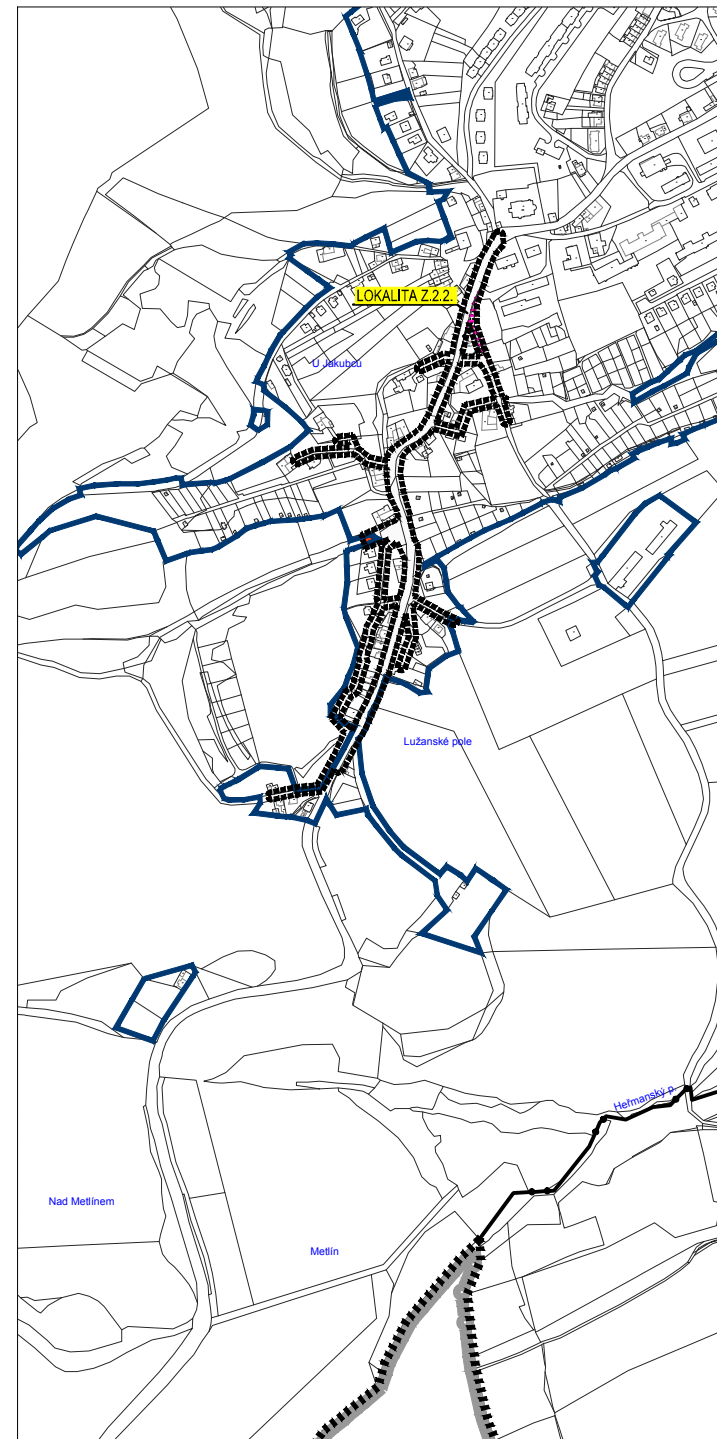 LOKALITA Z.2.2.
U Jakubců
Lužanské pole
Heřmanský p.
Nad Metlínem
Metlín